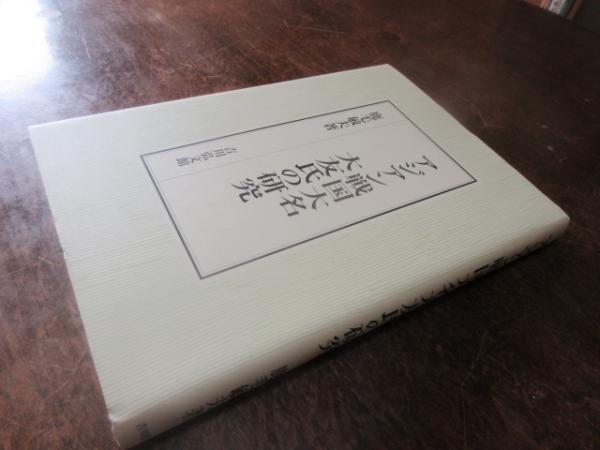 アジアン
戦国大名
大友氏の研究
鹿毛敏夫著
吉川弘文館